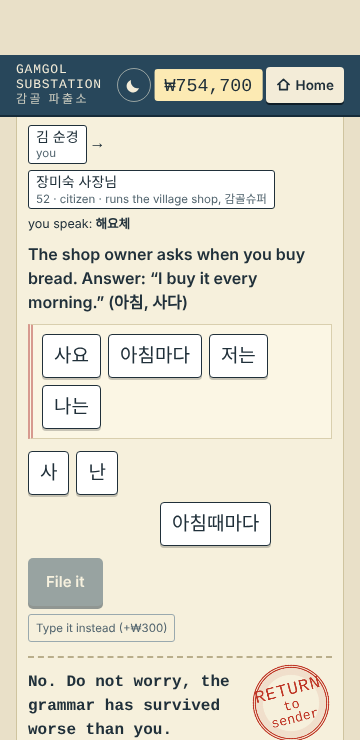 GAMGOL
SUBSTATION
감골 파출소
₩754,700
Home
김 순경
you
→
장미숙 사장님
52 · citizen · runs the village shop, 감골슈퍼
you speak: 해요체
The shop owner asks when you buy
bread. Answer: “I buy it every
morning.” (아침, 사다)
사요 아침마다 저는
나는
사 난
아침때마다
File it
Type it instead (+₩300)
No. Do not worry, the
grammar has survived
worse than you.
RETURN
to
sender